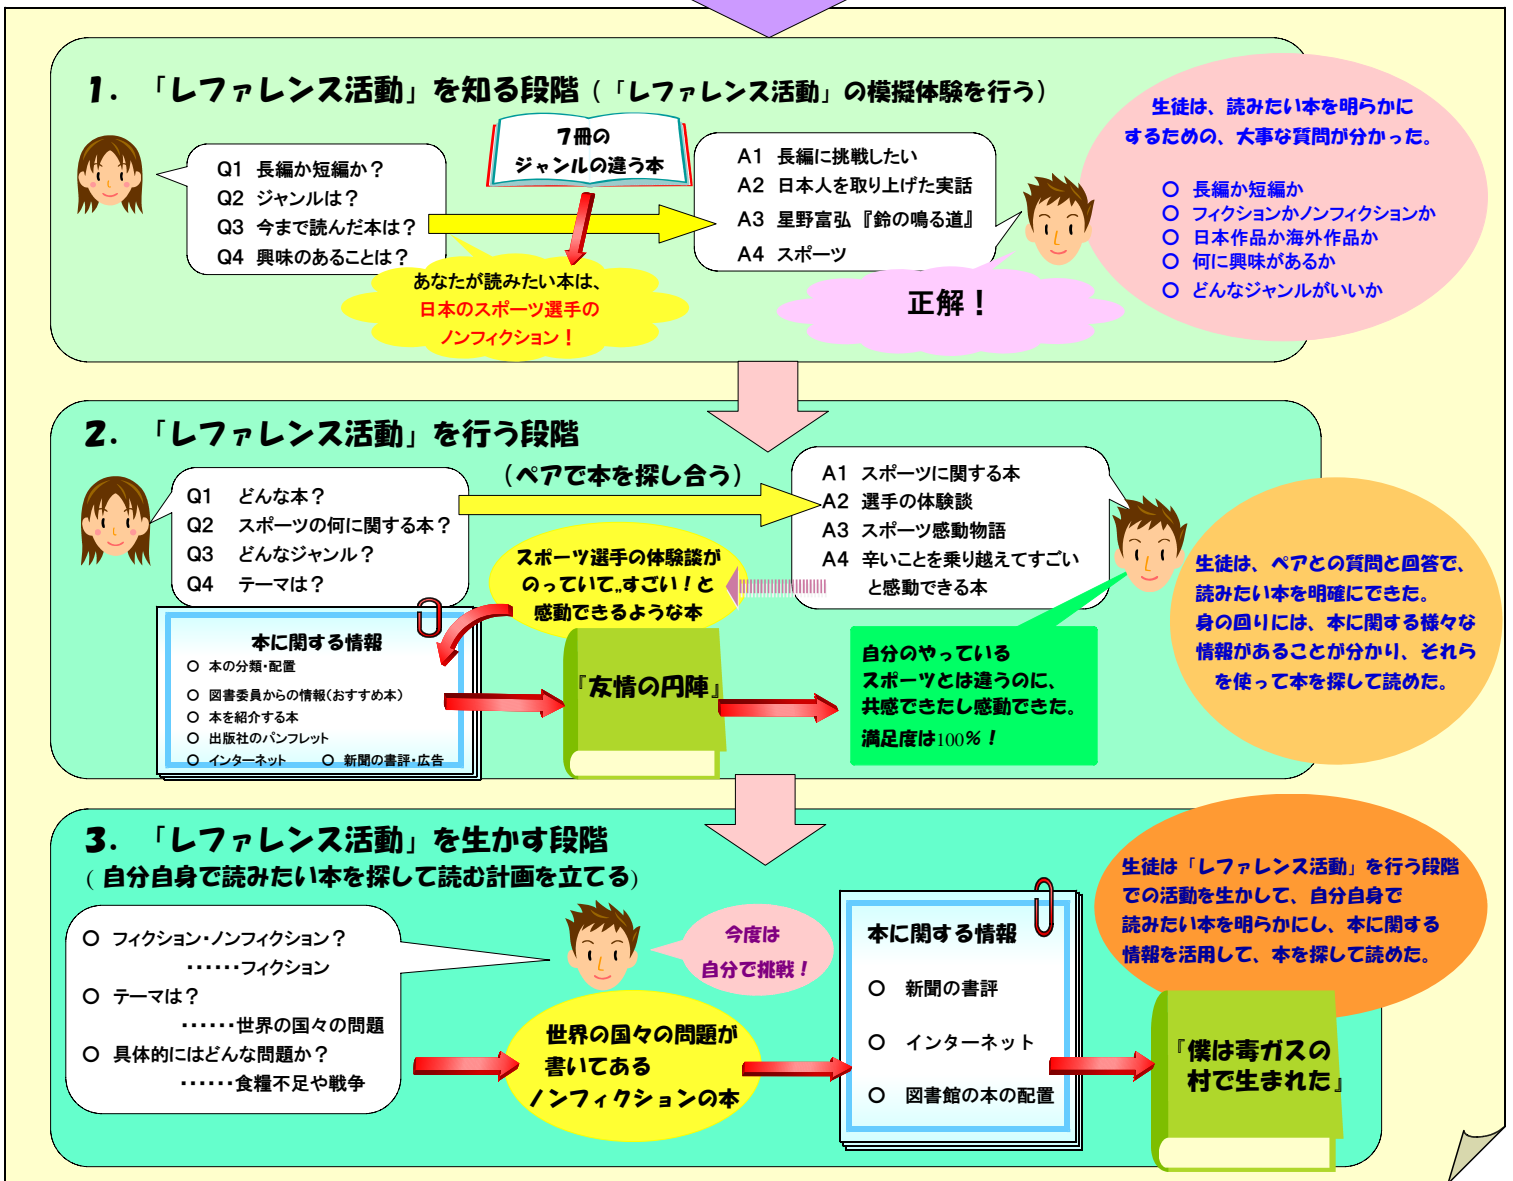 1. 「レファレンス活動」を知る段階(「レファレンス活動」の模擬体験を行う)
Q1 長編か短編か?
Q2 ジャンルは?
Q3 今まで読んだ本は?
Q4 興味のあることは?
7冊の
ジャンルの違う本
A1 長編に挑戦したい
A2 日本人を取り上げた実話
A3 星野富弘『鈴の鳴る道』
A4 スポーツ
あなたが読みたい本は、
日本のスポーツ選手の
ノンフィクション!
正解!
生徒は、読みたい本を明らかに
するための、大事な質問が分かった。
○ 長編か短編か
○ フィクションかノンフィクションか
○ 日本作品か海外作品か
○ 何に興味があるか
○ どんなジャンルがいいか
2. 「レファレンス活動」を行う段階
(ペアで本を探し合う)
Q1 どんな本?
Q2 スポーツの何に関する本?
Q3 どんなジャンル?
Q4 テーマは?
A1 スポーツに関する本
A2 選手の体験談
A3 スポーツ感動物語
A4 辛いことを乗り越えてすごい
と感動できる本
スポーツ選手の体験談が
のっていて,,すごい!と
感動できるような本
本に関する情報
○ 本の分類・配置
○ 図書委員からの情報(おすすめ本)
○ 本を紹介する本
○ 出版社のパンフレット
○ インターネット ○ 新聞の書評・広告
『友情の円陣』
自分のやっている
スポーツとは違うのに、
共感できたし感動できた。
満足度は100%!
生徒は、ペアとの質問と回答で、
読みたい本を明確にできた。
身の回りには、本に関する様々な
情報があることが分かり、それら
を使って本を探して読めた。
3. 「レファレンス活動」を生かす段階
(自分自身で読みたい本を探して読む計画を立てる)
○ フィクション・ノンフィクション?
……フィクション
○ テーマは?
……世界の国々の問題
○ 具体的にはどんな問題か?
……食糧不足や戦争
今度は
自分で挑戦!
世界の国々の問題が
書いてある
ノンフィクションの本
本に関する情報
○ 新聞の書評
○ インターネット
○ 図書館の本の配置
生徒は「レファレンス活動」を行う段階
での活動を生かして、自分自身で
読みたい本を明らかにし、本に関する
情報を活用して、本を探して読めた。
『僕は毒ガスの
村で生まれた』